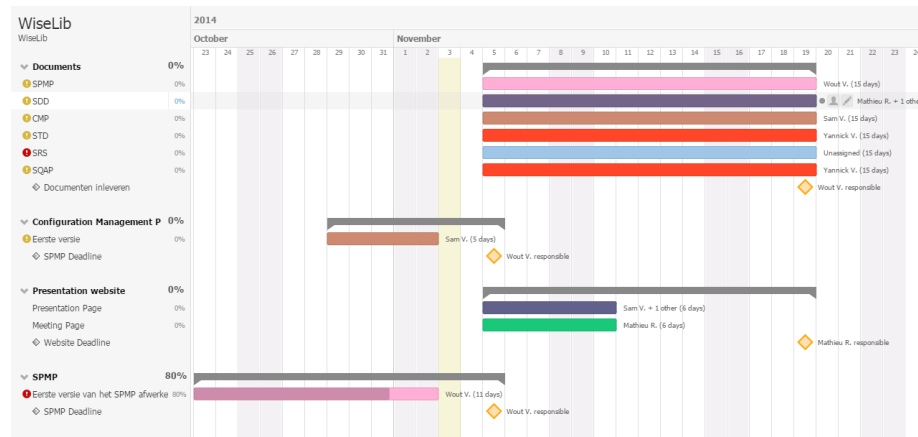 WiseLib
WiseLib
2014
October November
23 24 25 26 27 28 29 30 31 1 2 3 4 5 6 7 8 9 10 11 12 13 14 15 16 17 18 19 20 21 22 23 24
Documents 0%
SPMP 0% Wout V. (15 days)
SDD 0% Mathieu R. + 1 othe
CMP 0% Sam V. (15 days)
STD 0% Yannick V. (15 days)
SRS 0% Unassigned (15 days)
SQAP 0% Yannick V. (15 days)
Documenten inleveren Wout V. responsible
Configuration Management P 0%
Eerste versie 0% Sam V. (5 days)
SPMP Deadline Wout V. responsible
Presentation website 0%
Presentation Page 0% Sam V. + 1 other (6 days)
Meeting Page 0% Mathieu R. (6 days)
Website Deadline Mathieu R. responsible
SPMP 80%
Eerste versie van het SPMP afwerke 80% Wout V. (11 days)
SPMP Deadline Wout V. responsible